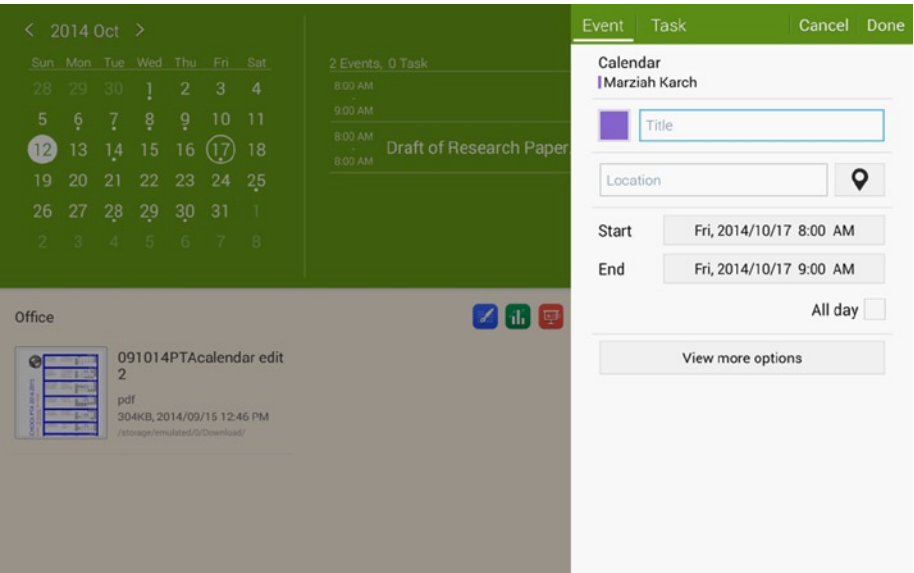 < 2014 Oct >
Sun Mon Tue Wed Thu Fri Sat
28 29 30 1 2 3 4
5 6 7 8 9 10 11
12 13 14 15 16 17 18
19 20 21 22 23 24 25
26 27 28 29 30 31 1
2 3 4 5 6 7 8
2 Events, 0 Task
8:00 AM
-
9:00 AM
8:00 AM
-
8:00 AM
Draft of Research Paper
Event Task Cancel Done
Calendar
Marziah Karch
Title
Location
Start Fri, 2014/10/17 8:00 AM
End Fri, 2014/10/17 9:00 AM
All day
View more options
Office
091014PTAcalendar edit
2
pdf
304KB, 2014/09/15 12:46 PM
/storage/emulated/0/Download/